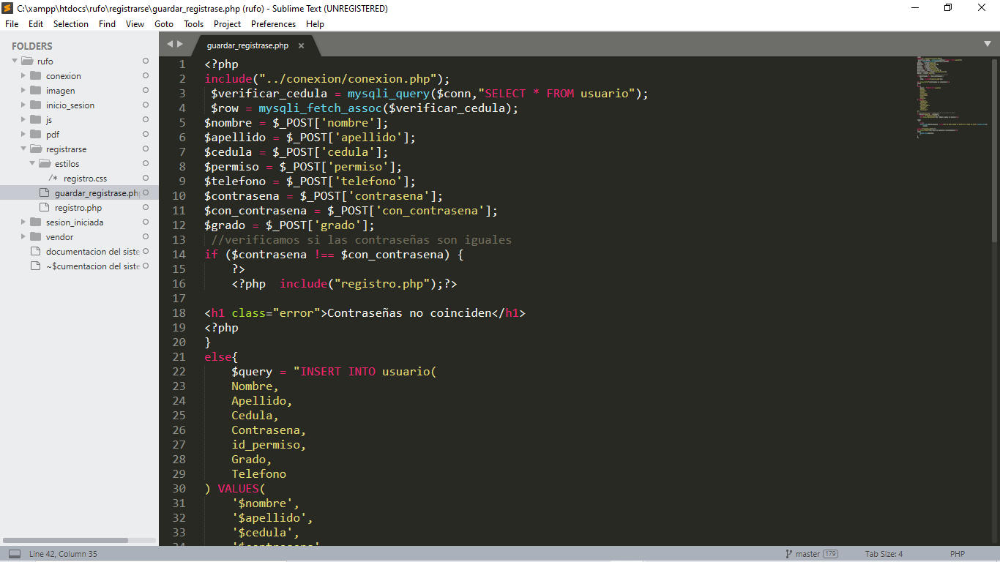 C:\xampp\htdocs\rufo\registrarse\guardar_registrase.php (rufo) - Sublime Text (UNREGISTERED)
File Edit Selection Find View Goto Tools Project Preferences Help
FOLDERS
rufo
conexion
imagen
inicio_sesion
js
pdf
registrarse
estilos
/* registro.css
guardar_registrase.ph
registro.php
sesion_iniciada
vendor
documentacion del siste
~$cumentacion del siste
guardar_registrase.php ×
1 <?php
2 include("../conexion/conexion.php");
3 $verificar_cedula = mysqli_query($conn,"SELECT * FROM usuario");
4 $row = mysqli_fetch_assoc($verificar_cedula);
5 $nombre = $_POST['nombre'];
6 $apellido = $_POST['apellido'];
7 $cedula = $_POST['cedula'];
8 $permiso = $_POST['permiso'];
9 $telefono = $_POST['telefono'];
10 $contrasena = $_POST['contrasena'];
11 $con_contrasena = $_POST['con_contrasena'];
12 $grado = $_POST['grado'];
13 //verificamos si las contraseñas son iguales
14 if ($contrasena !== $con_contrasena) {
15 ?>
16 <?php  include("registro.php");?>
17
18 <h1 class="error">Contraseñas no coinciden</h1>
19 <?php
20 }
21 else{
22 $query = "INSERT INTO usuario(
23 Nombre,
24 Apellido,
25 Cedula,
26 Contrasena,
27 id_permiso,
28 Grado,
29 Telefono
30 ) VALUES(
31 '$nombre',
32 '$apellido',
33 '$cedula',
Line 42, Column 35
master 179
Tab Size: 4
PHP